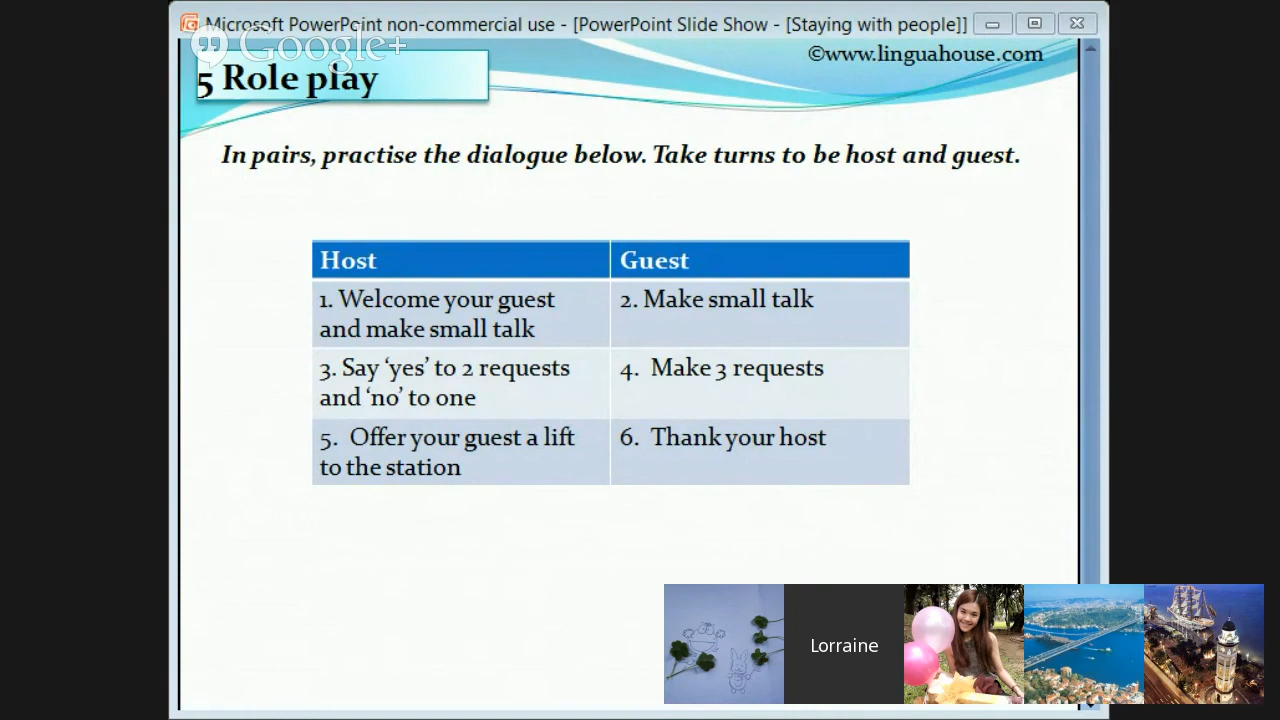 Microsoft PowerPoint non-commercial use - [PowerPoint Slide Show - [Staying with people]]
Google+
©www.linguahouse.com
5 Role play
In pairs, practise the dialogue below. Take turns to be host and guest.
Host
Guest
1. Welcome your guest
and make small talk
2. Make small talk
3. Say ‘yes’ to 2 requests
and ‘no’ to one
4. Make 3 requests
5. Offer your guest a lift
to the station
6. Thank your host
Lorraine